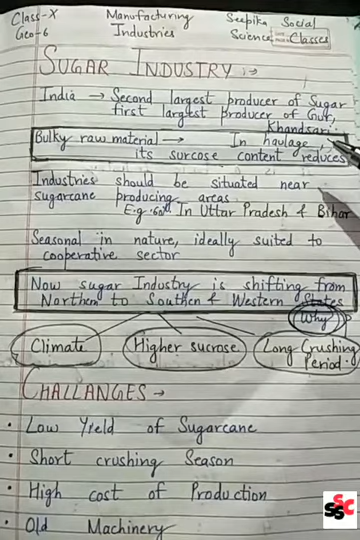 Class-X Manufacturing Seepika Social
Geo-6 Industries Science Classes
SUGAR INDUSTRY :->
India → Second largest producer of Sugar
first largest producer of Gur,
Khandsari
Bulky raw material → In haulage,
its surcose content reduces
Industries should be situated near
sugarcane producing areas
E.g. 60% In Uttar Pradesh & Bihar
Seasonal in nature, ideally suited to
cooperative sector
Now sugar Industry is shifting from
Northern to Southern & Western States
Why
Climate Higher sucrose Long Crushing
Period.
CHALLANGES →
• Low Yield of Sugarcane
• Short crushing Season
• High cost of Production
• Old Machinery
SSC